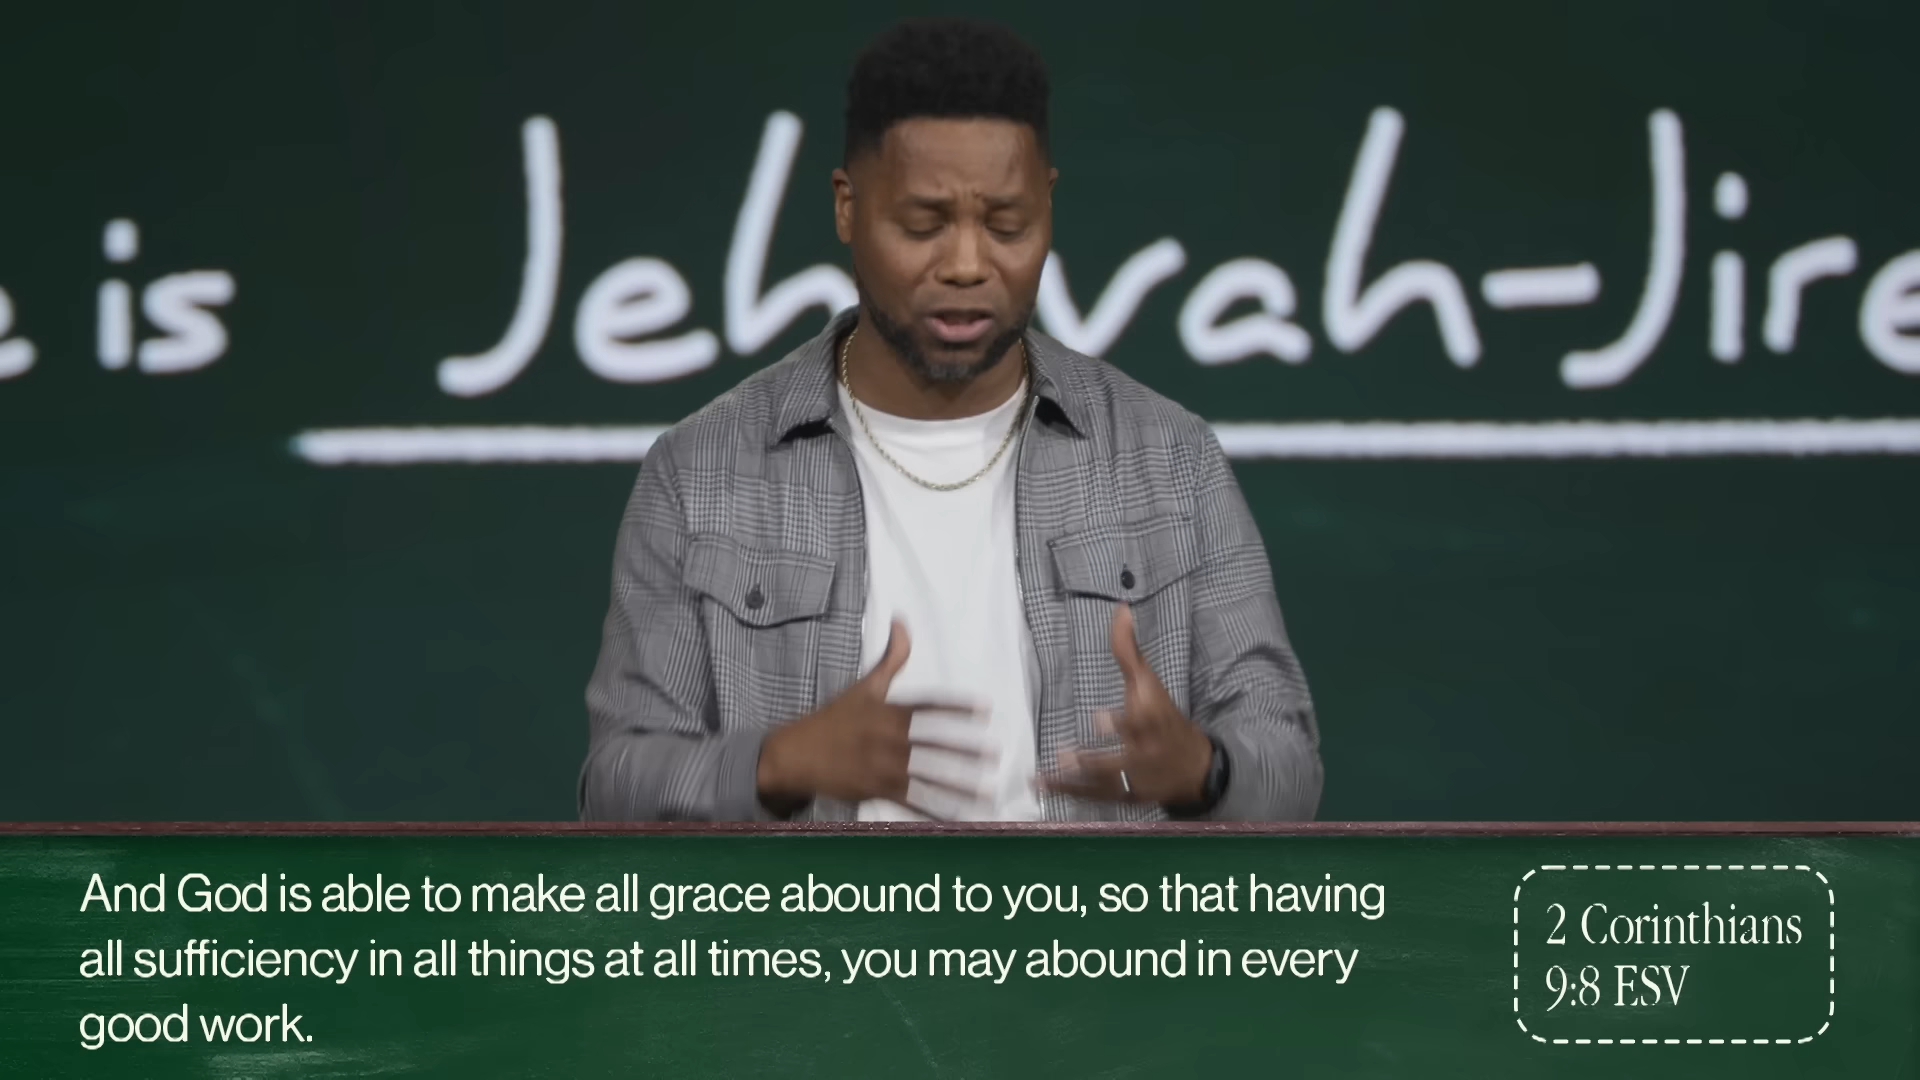 is Jeh vah-Jire
And God is able to make all grace abound to you, so that having
all sufficiency in all things at all times, you may abound in every
good work.
2 Corinthians
9:8 ESV